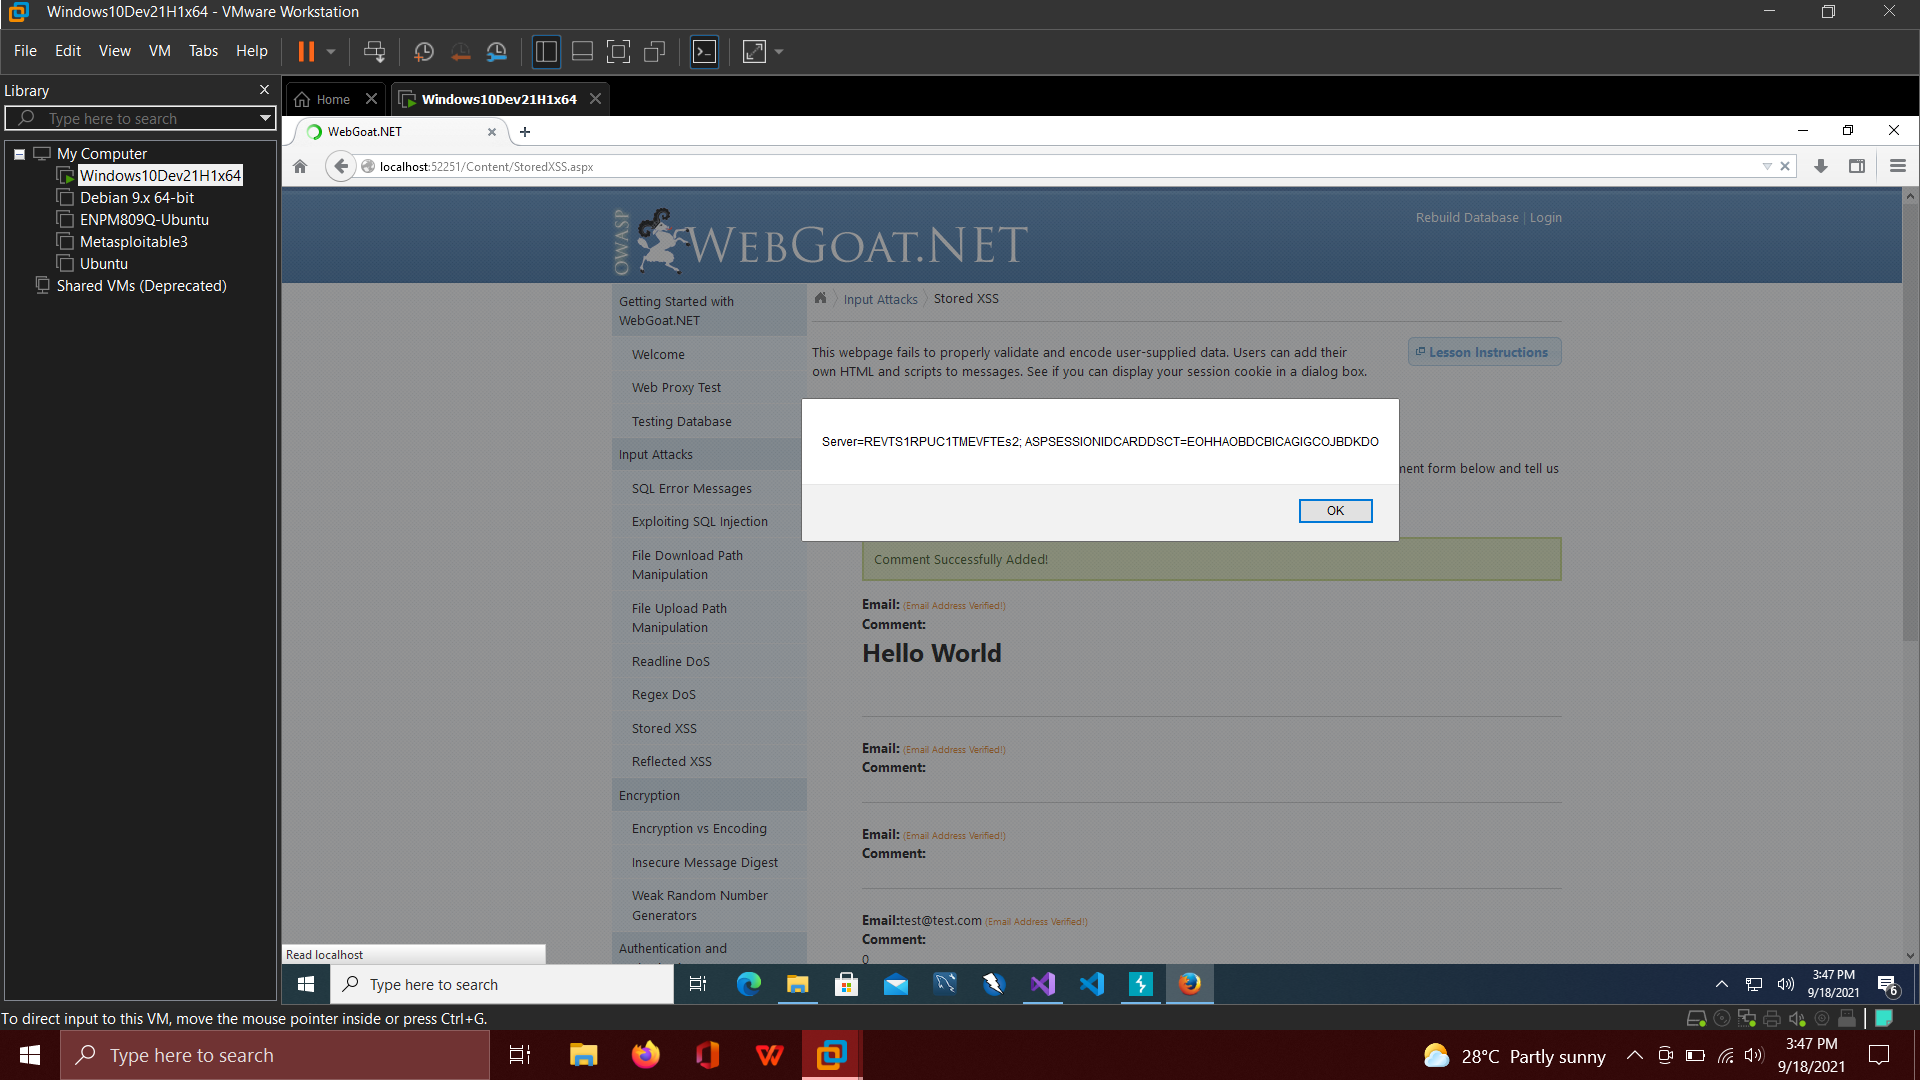 Windows10Dev21H1x64 - VMware Workstation
File Edit View VM Tabs Help
Library
Type here to search
My Computer
Windows10Dev21H1x64
Debian 9.x 64-bit
ENPM809Q-Ubuntu
Metasploitable3
Ubuntu
Shared VMs (Deprecated)
Home
Windows10Dev21H1x64
WebGoat.NET
localhost:52251/Content/StoredXSS.aspx
Rebuild Database | Login
OWASP WEBGOAT.NET
Getting Started with
WebGoat.NET
Welcome
Web Proxy Test
Testing Database
Input Attacks
SQL Error Messages
Exploiting SQL Injection
File Download Path
Manipulation
File Upload Path
Manipulation
Readline DoS
Regex DoS
Stored XSS
Reflected XSS
Encryption
Encryption vs Encoding
Insecure Message Digest
Weak Random Number
Generators
Authentication and
Input Attacks Stored XSS
This webpage fails to properly validate and encode user-supplied data. Users can add their
own HTML and scripts to messages. See if you can display your session cookie in a dialog box.
Lesson Instructions
Server=REVTS1RPUC1TMEVFTEs2; ASPSESSIONIDCARDDSCT=EOHHAOBDCBICAGIGCOJBDKDO
OK
form below and tell us
Comment Successfully Added!
Email: (Email Address Verified!)
Comment:
Hello World
Email: (Email Address Verified!)
Comment:
Email: (Email Address Verified!)
Comment:
Email:test@test.com (Email Address Verified!)
Comment:
0
Read localhost
Type here to search
3:47 PM
9/18/2021
6
To direct input to this VM, move the mouse pointer inside or press Ctrl+G.
Type here to search
28°C Partly sunny
3:47 PM
9/18/2021